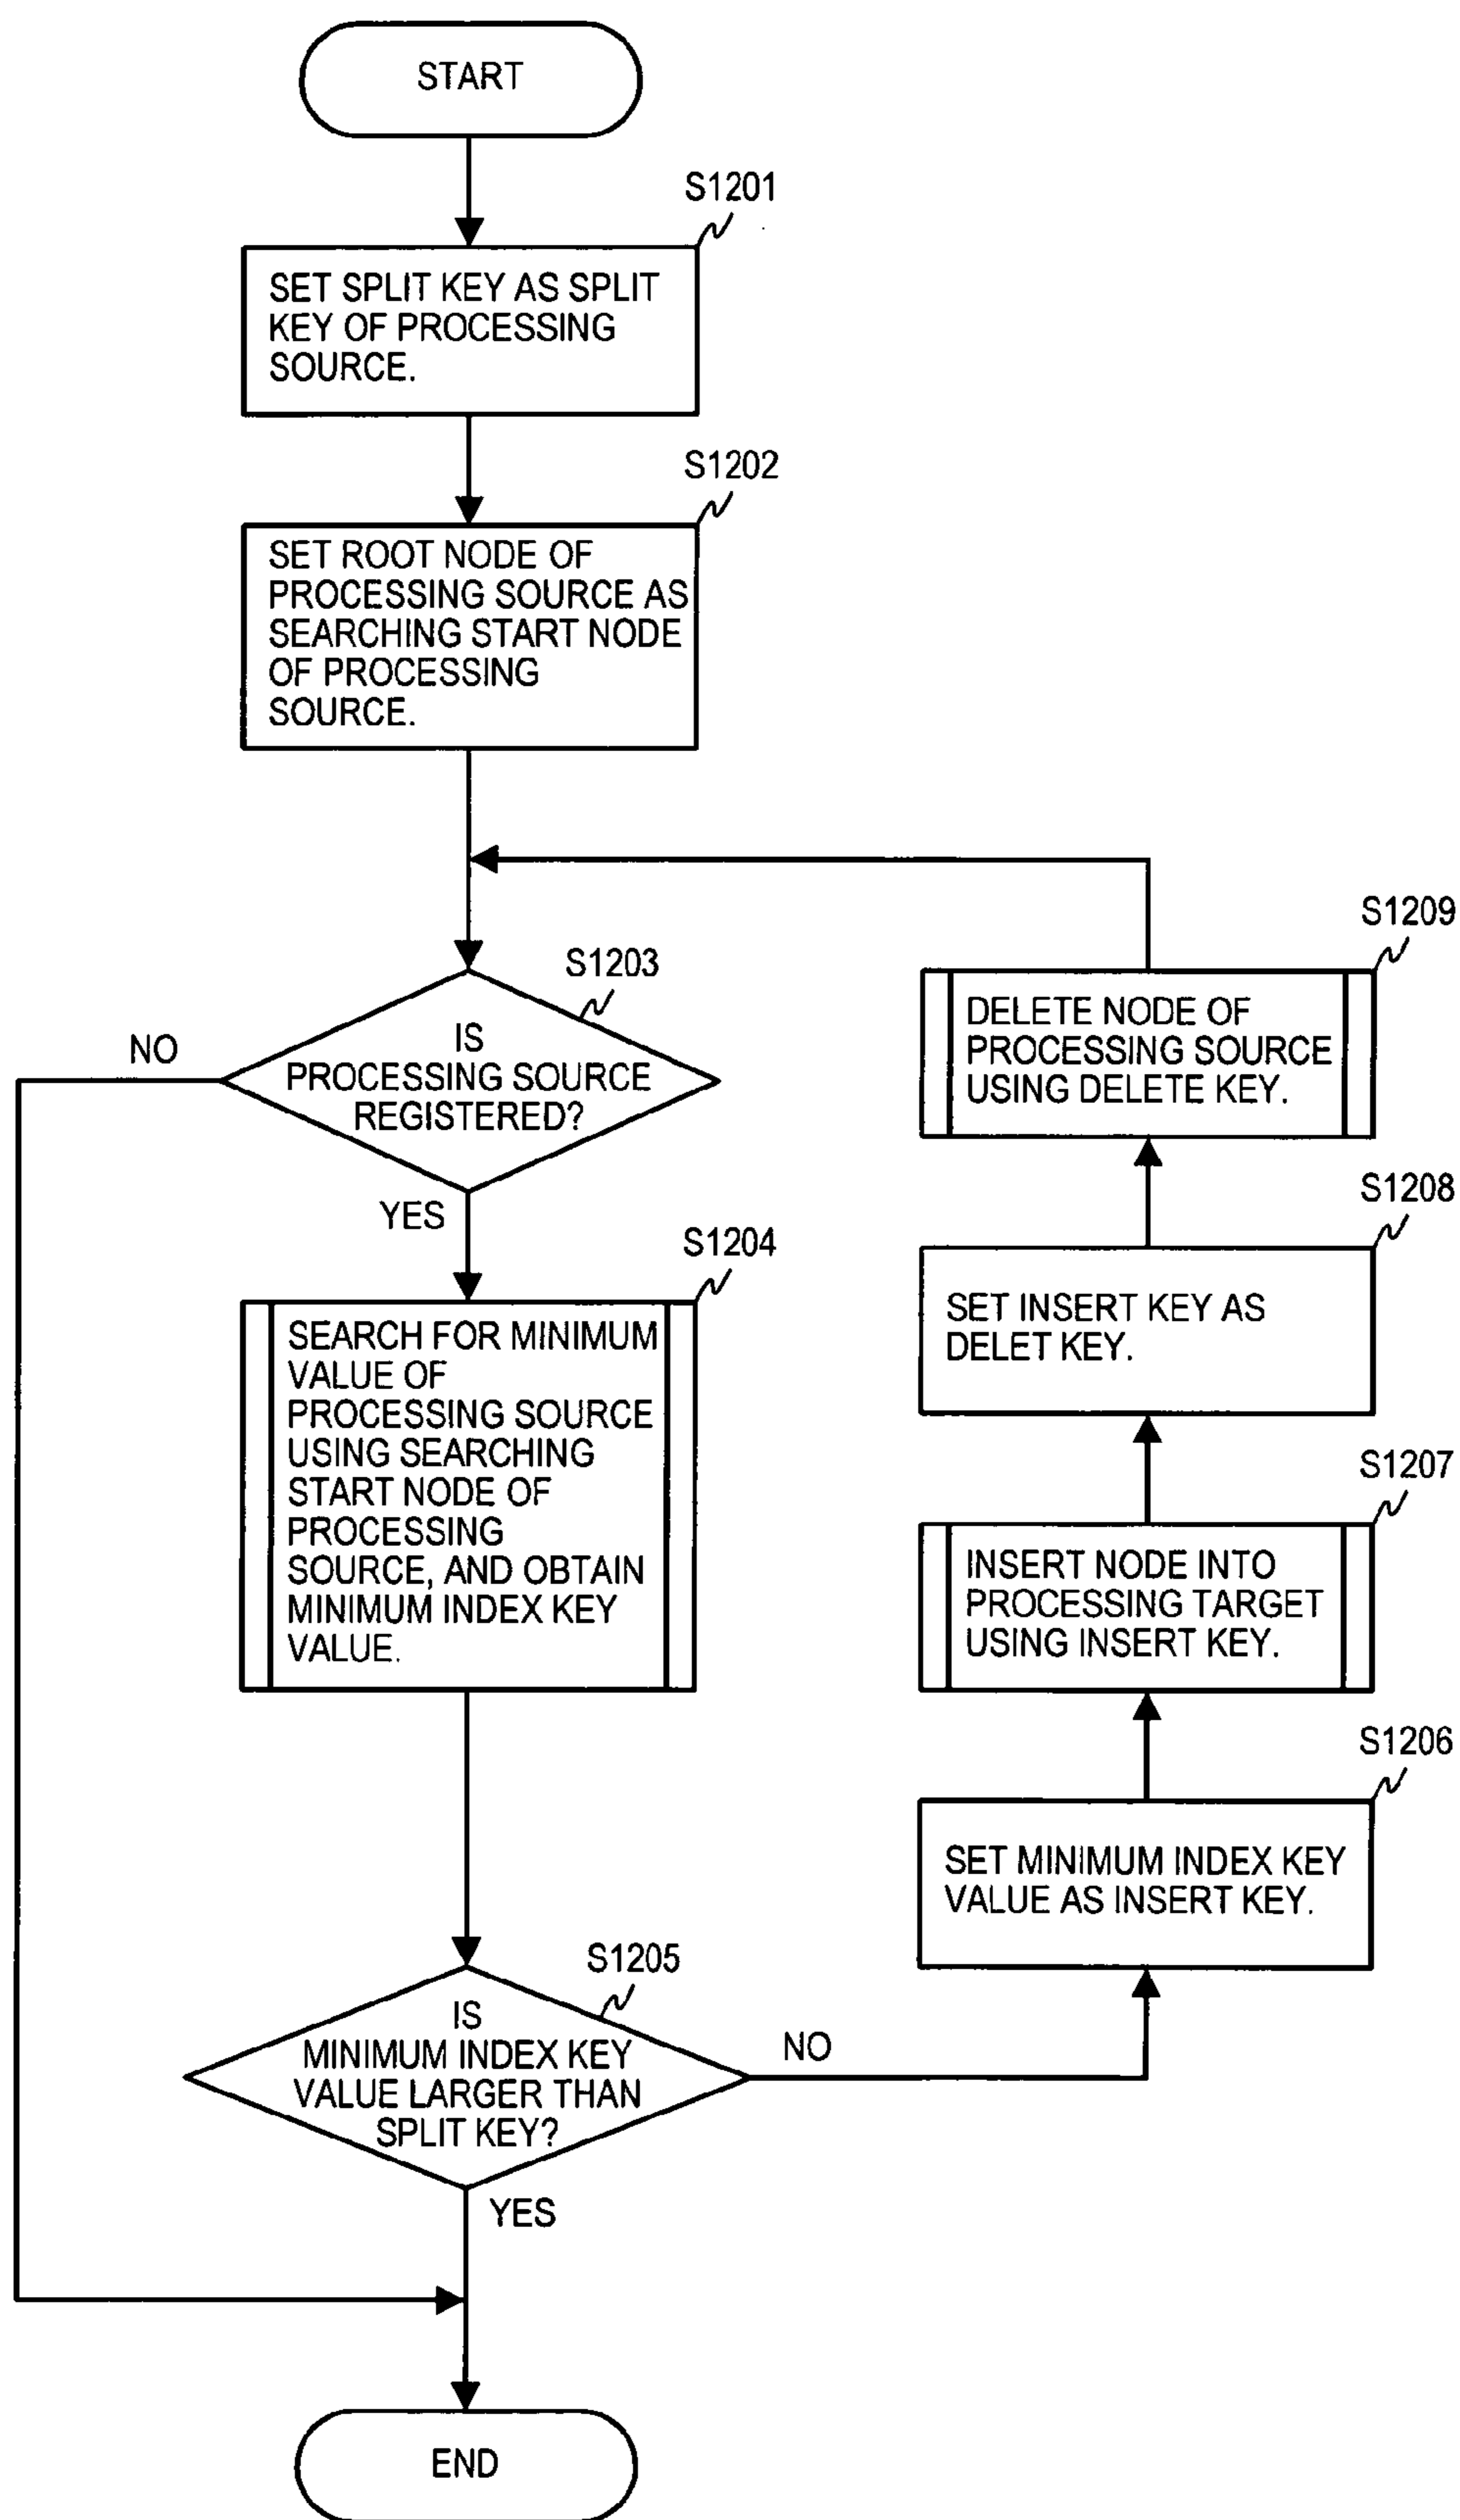 START
S1201
SET SPLIT KEY AS SPLIT
KEY OF PROCESSING
SOURCE.
S1202
SET ROOT NODE OF
PROCESSING SOURCE AS
SEARCHING START NODE
OF PROCESSING
SOURCE.
S1203
IS
PROCESSING SOURCE
REGISTERED?
NO
YES
S1204
SEARCH FOR MINIMUM
VALUE OF
PROCESSING SOURCE
USING SEARCHING
START NODE OF
PROCESSING
SOURCE, AND OBTAIN
MINIMUM INDEX KEY
VALUE.
S1205
IS
MINIMUM INDEX KEY
VALUE LARGER THAN
SPLIT KEY?
NO
YES
S1206
SET MINIMUM INDEX KEY
VALUE AS INSERT KEY.
S1207
INSERT NODE INTO
PROCESSING TARGET
USING INSERT KEY.
S1208
SET INSERT KEY AS
DELET KEY.
S1209
DELETE NODE OF
PROCESSING SOURCE
USING DELETE KEY.
END